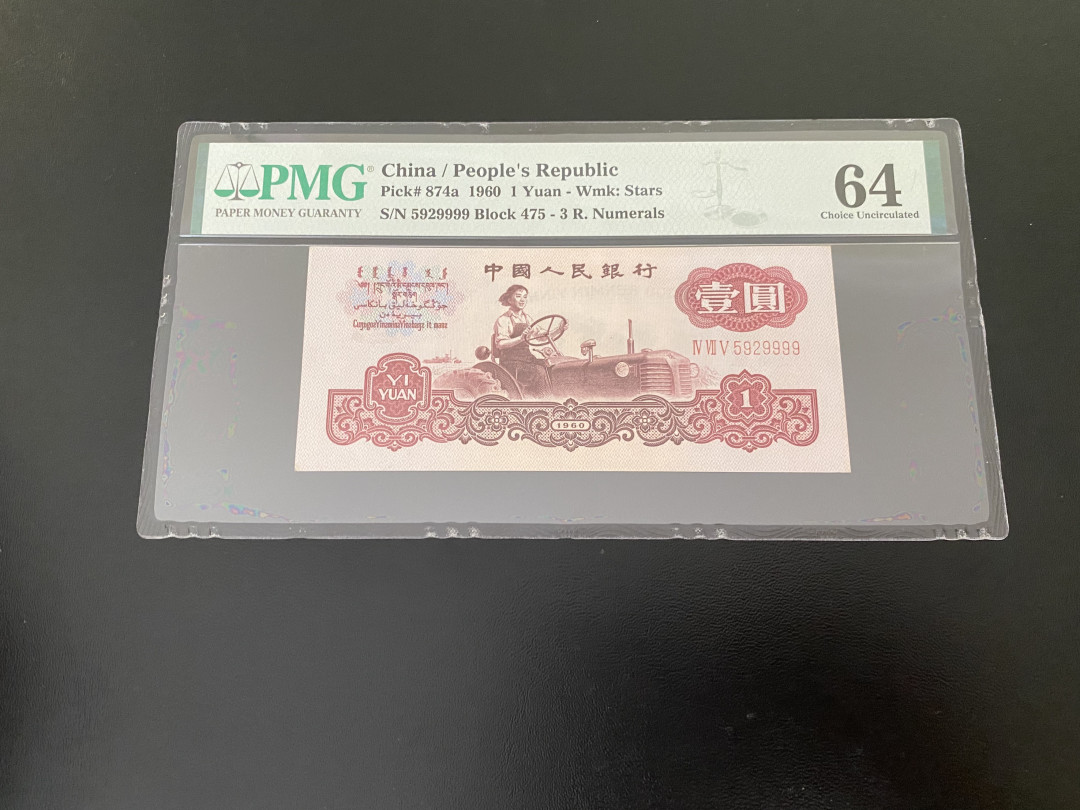 PMG®
PAPER MONEY GUARANTY
China / People's Republic
Pick# 874a 1960 1 Yuan - Wmk: Stars
S/N 5929999 Block 475 - 3 R. Numerals
64
Choice Uncirculated
中國人民銀行
壹圓
IV VII V 5929999
YI
YUAN
1960
1